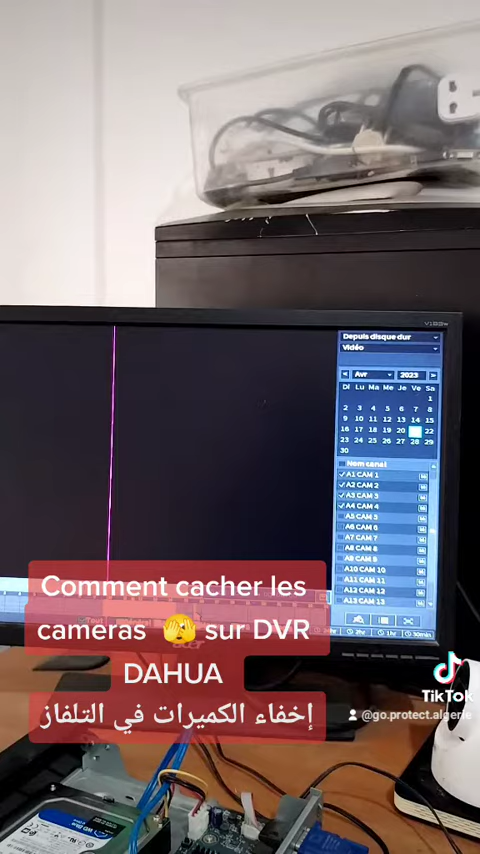 V193W
Depuis disque dur
Vidéo
Avr 2023
Di Lu Ma Me Je Ve Sa
1
2 3 4 5 6 7 8
9 10 11 12 13 14 15
16 17 18 19 20 22
23 24 25 26 27 28 29
30
Nom canal
A1 CAM 1
A2 CAM 2
A3 CAM 3
A4 CAM 4
A5 CAM 5
A6 CAM 6
A7 CAM 7
A8 CAM 8
A9 CAM 9
A10 CAM 10
A11 CAM 11
A12 CAM 12
A13 CAM 13
2hr 1hr 30min
Comment cacher les
cameras 🫣 sur DVR
DAHUA
إخفاء الكميرات في التلفاز
TikTok
@go.protect.algerie